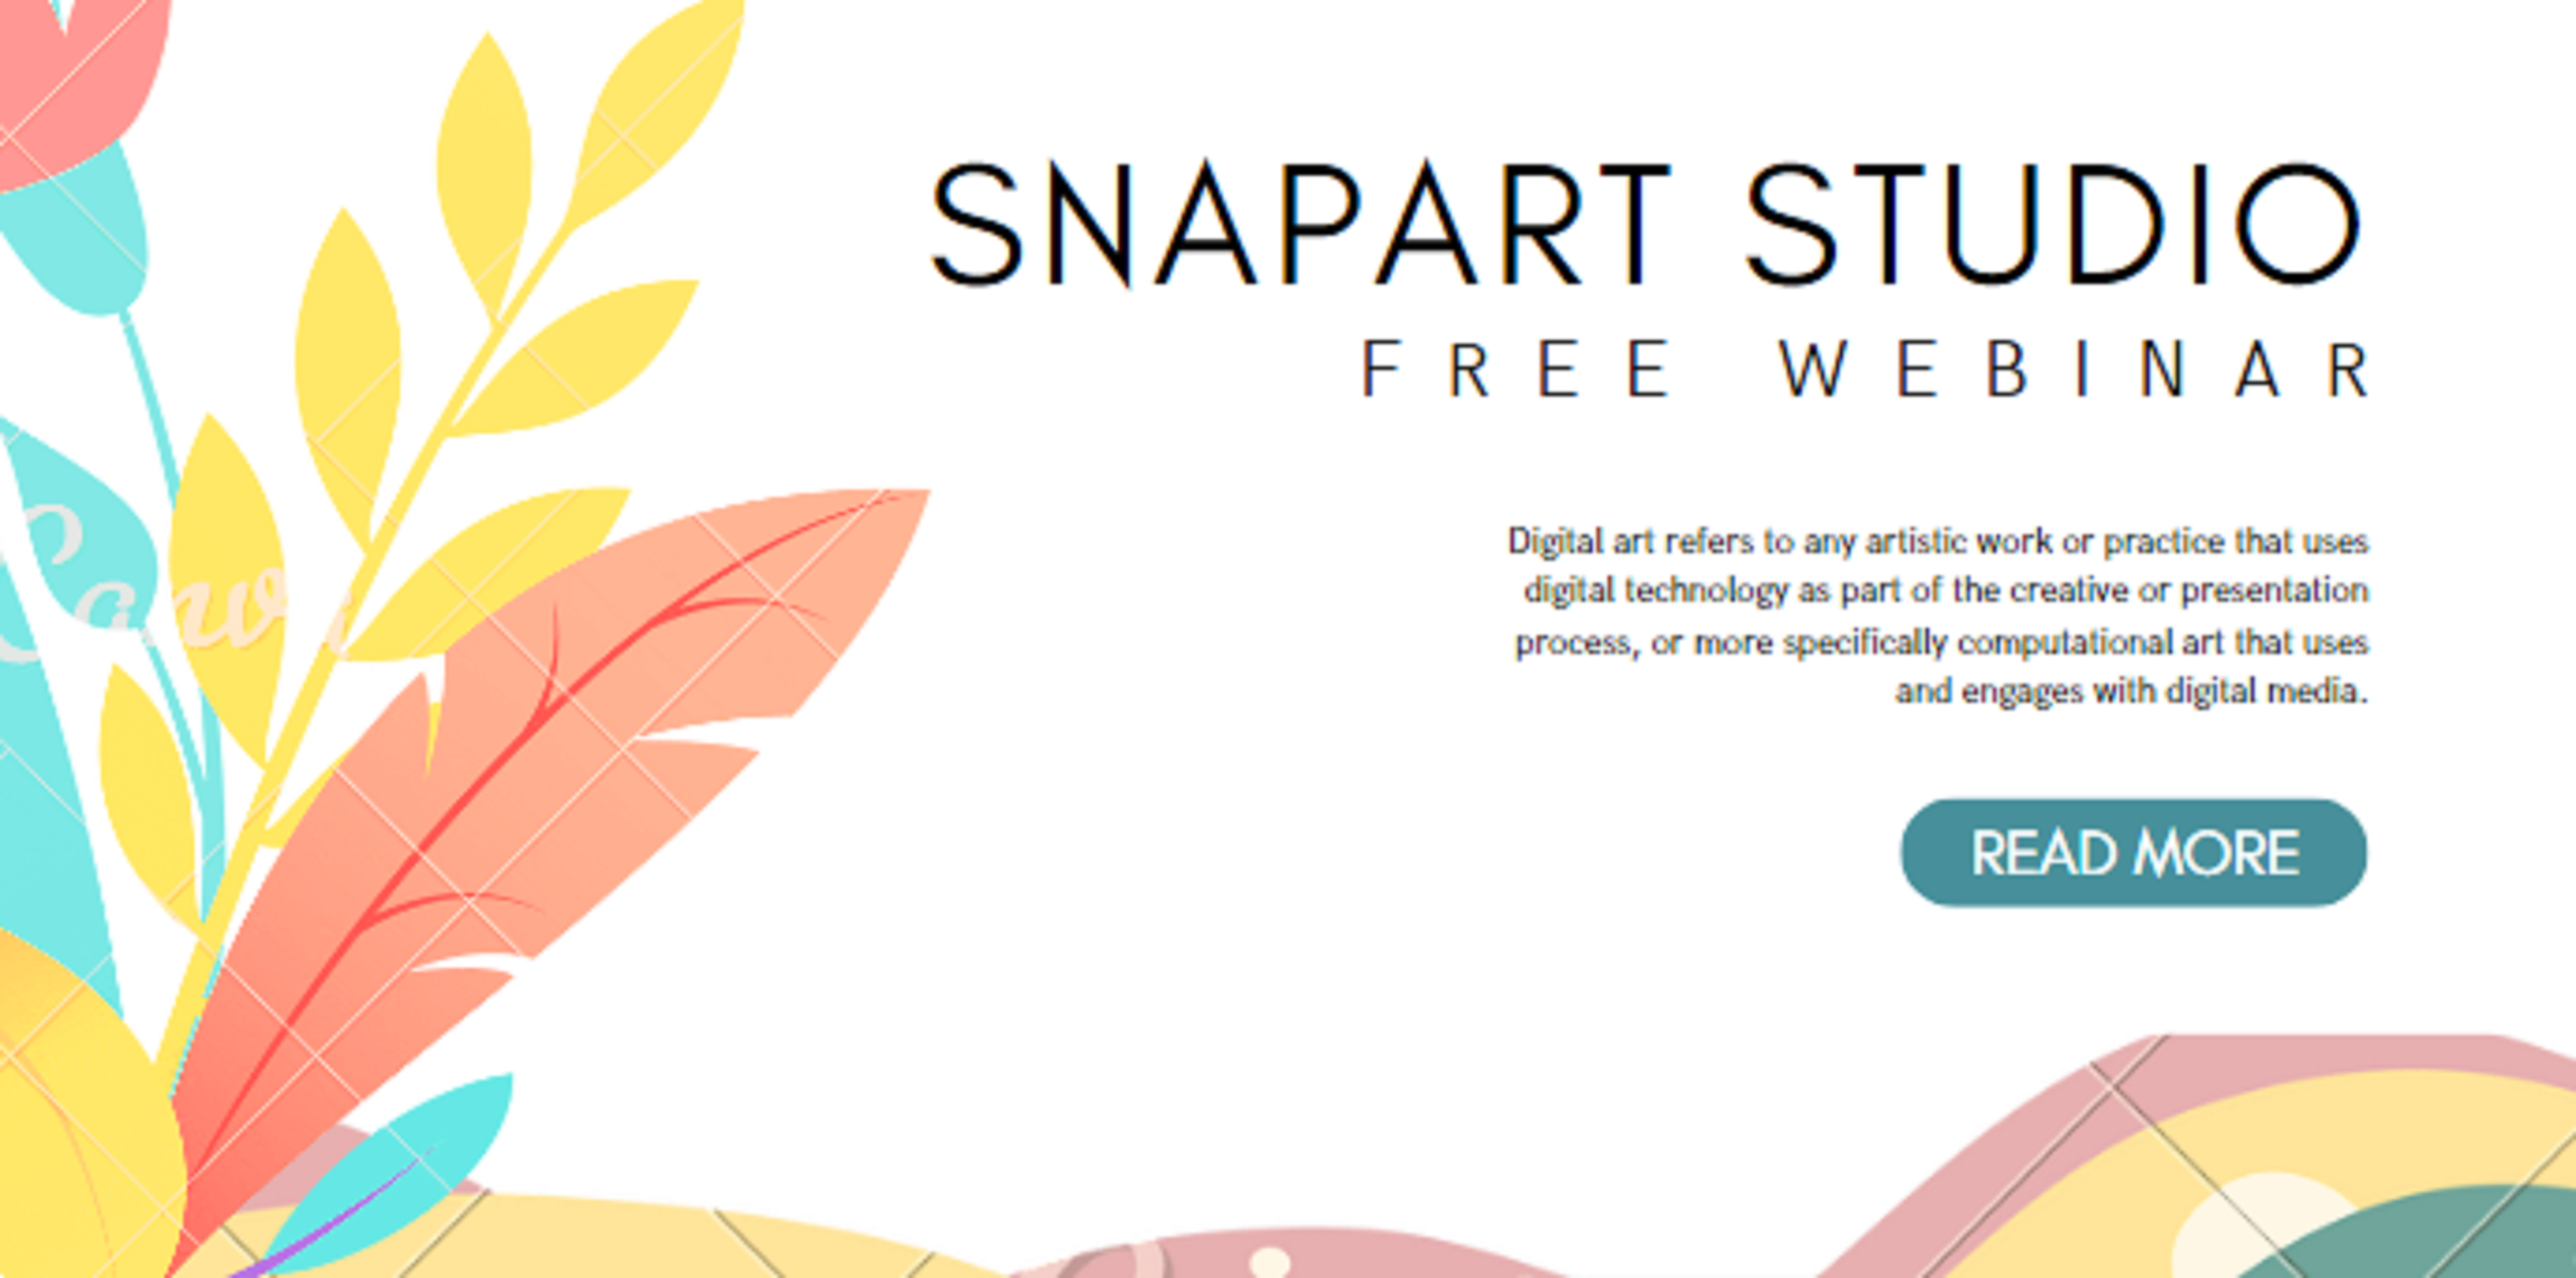 SNAPART STUDIO
FREE WEBINAR
Digital art refers to any artistic work or practice that uses
digital technology as part of the creative or presentation
process, or more specifically computational art that uses
and engages with digital media.
READ MORE